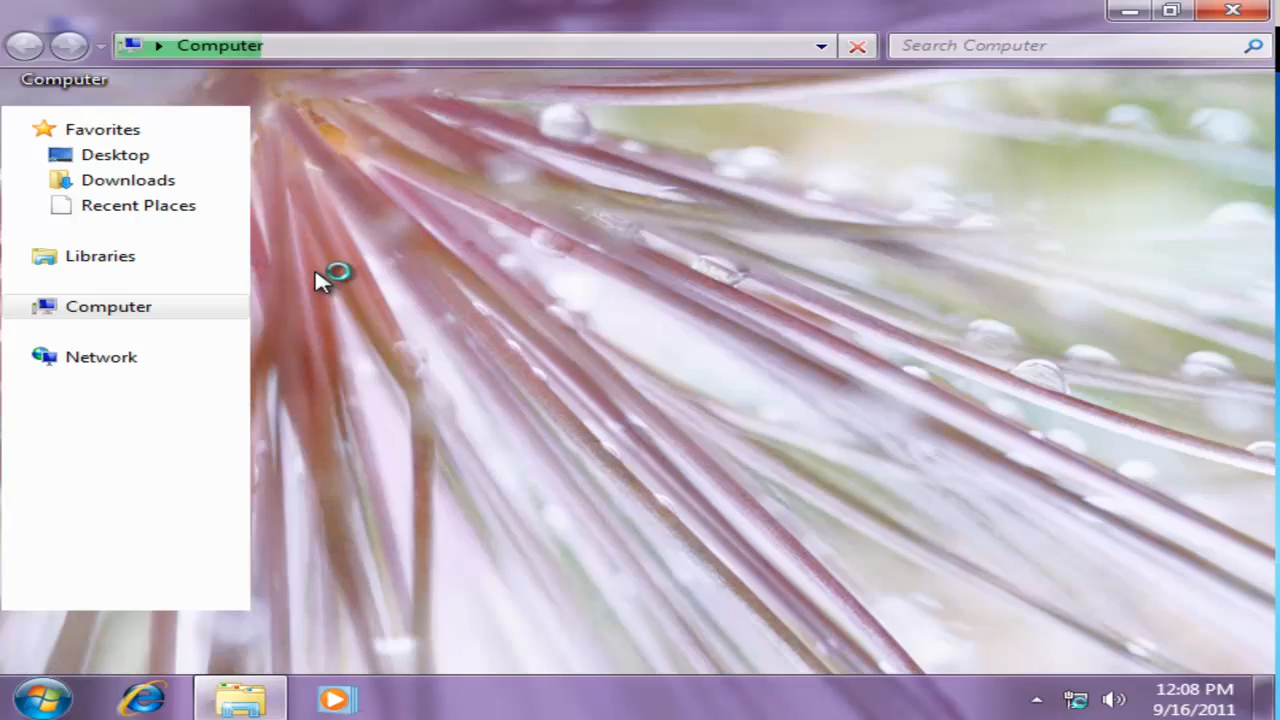 Computer
Search Computer
Computer
Favorites
Desktop
Downloads
Recent Places
Libraries
Computer
Network
12:08 PM
9/16/2011